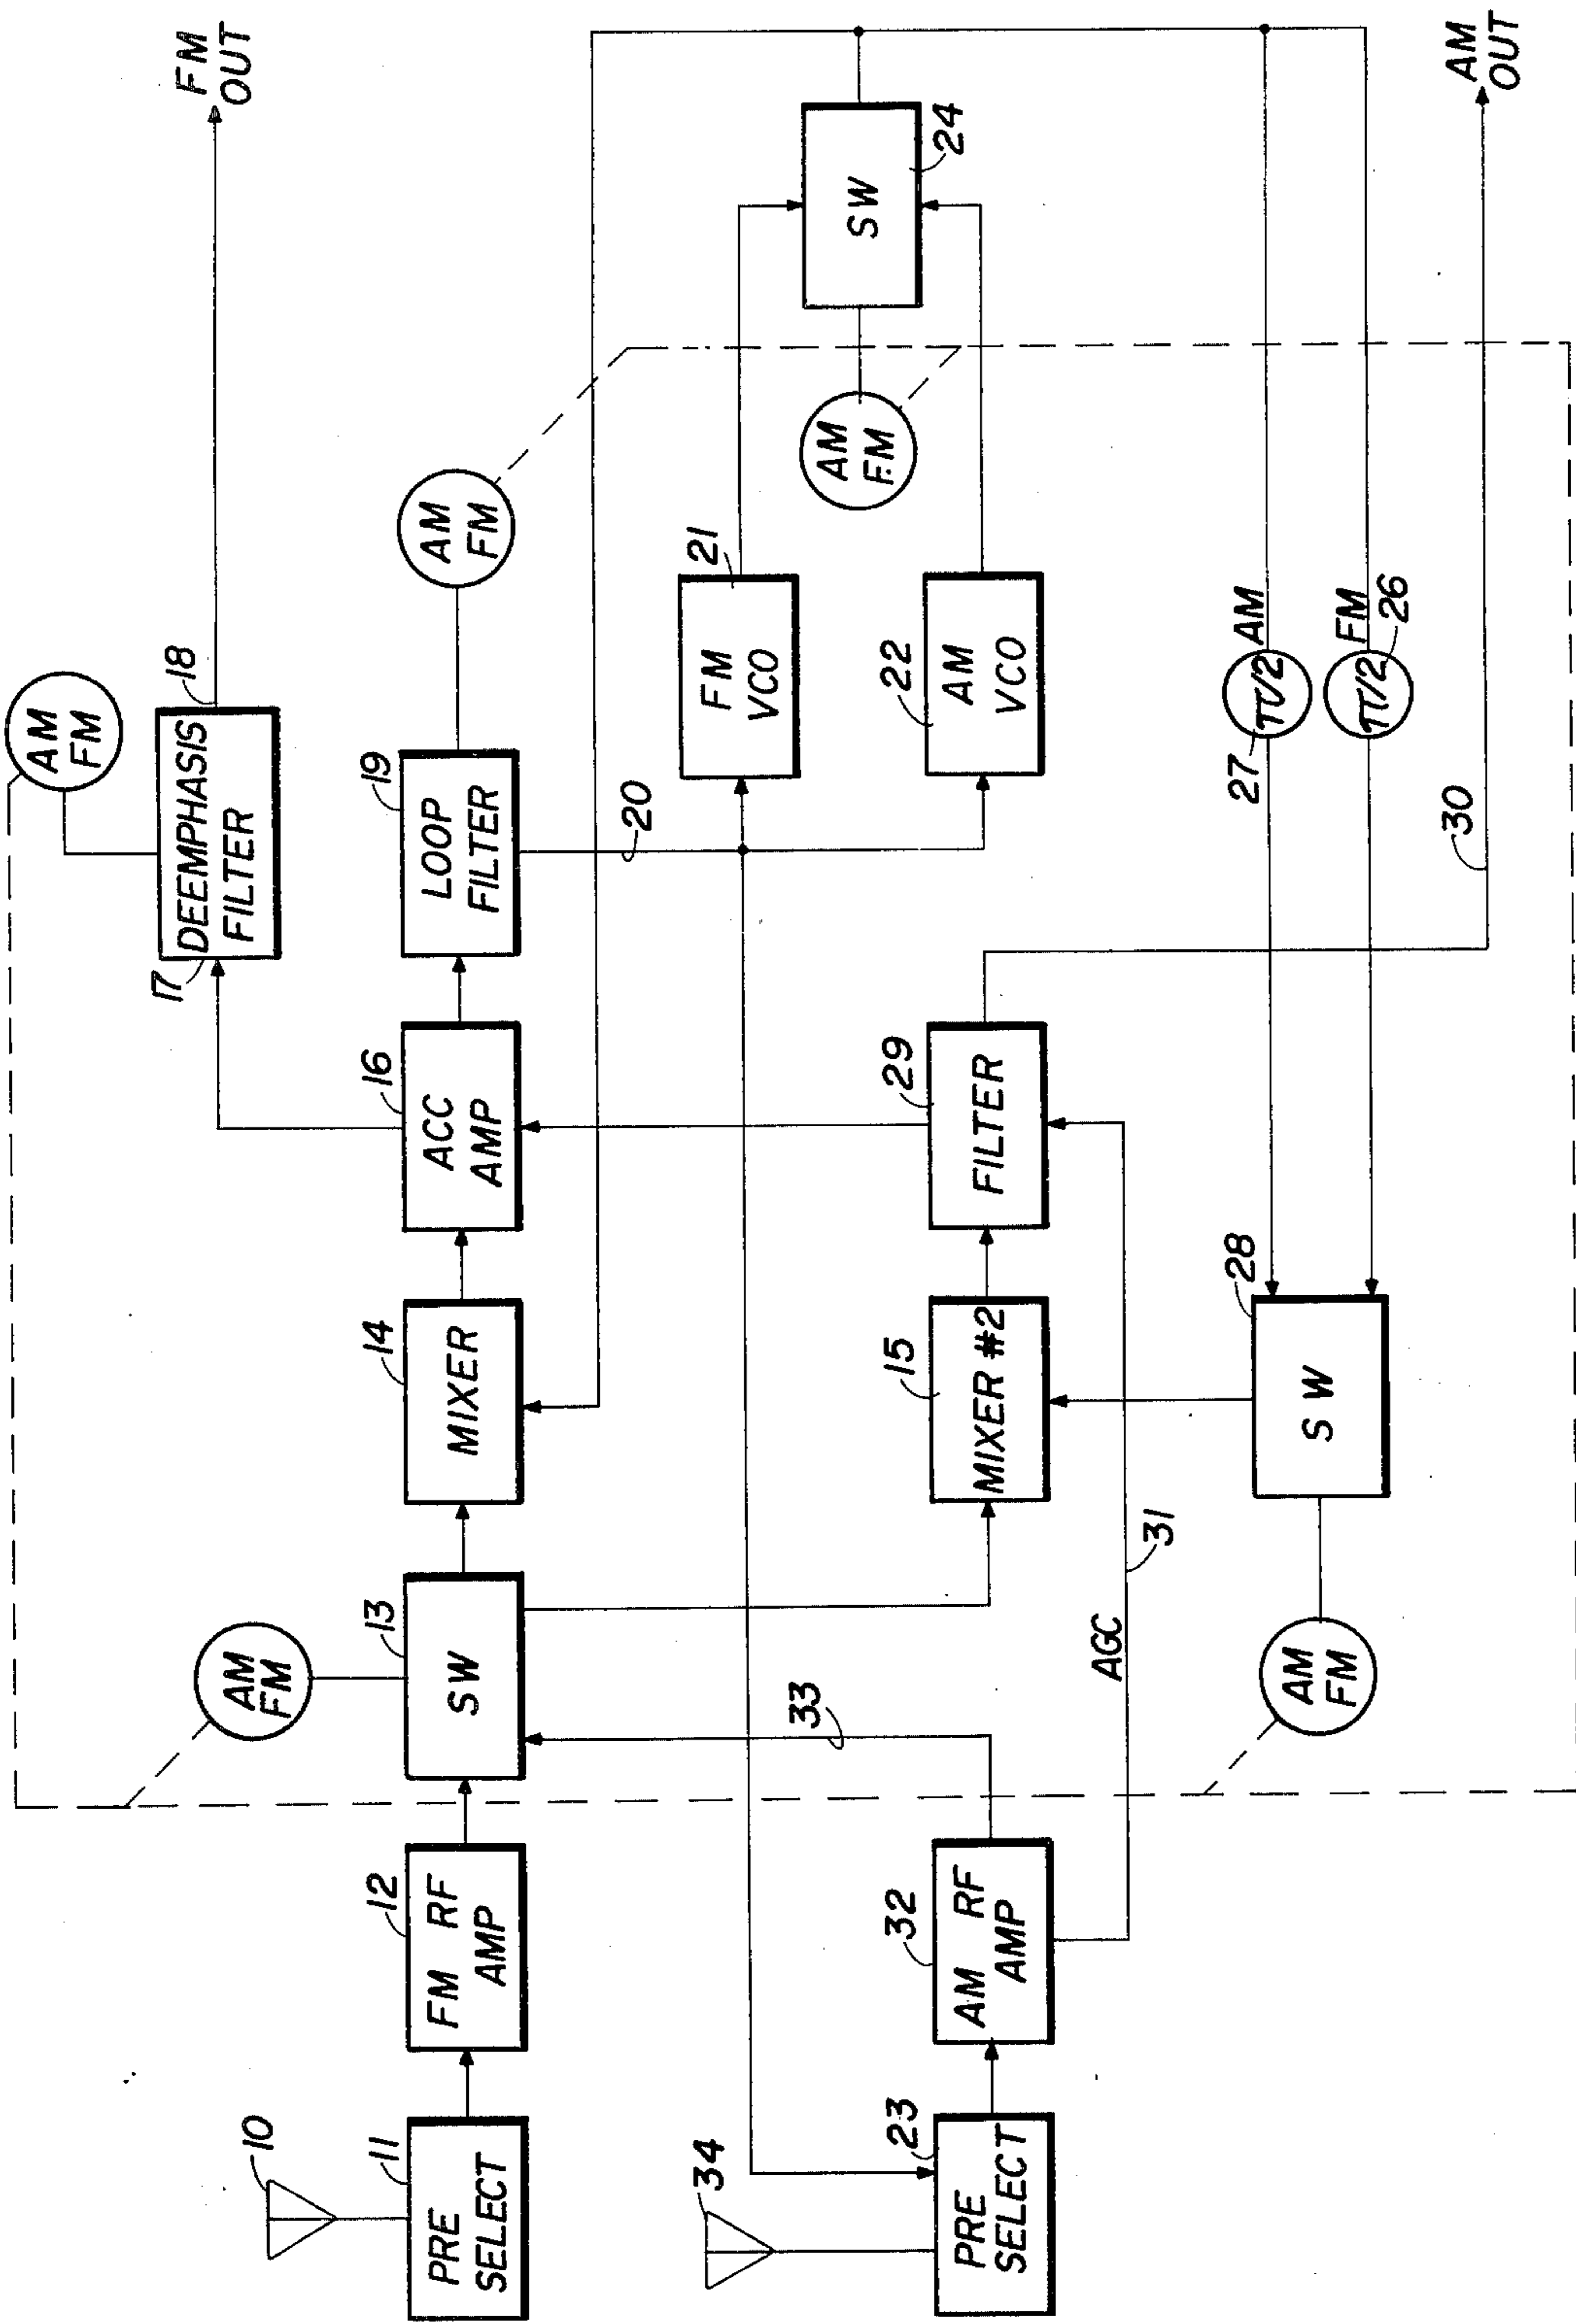 10
11
PRE
SELECT
12
FM RF
AMP
AM
FM
13
SW
14
MIXER
16
ACC
AMP
17
DEEMPHASIS
FILTER
18
AM
FM
FM
OUT
19
LOOP
FILTER
20
AM
FM
21
FM
VCO
22
AM
VCO
AM
FM
SW
24
34
23
PRE
SELECT
32
AM RF
AMP
33
AGC
31
15
MIXER #2
29
FILTER
AM
FM
28
SW
27
π/2
AM
π/2
FM
26
30
AM
OUT